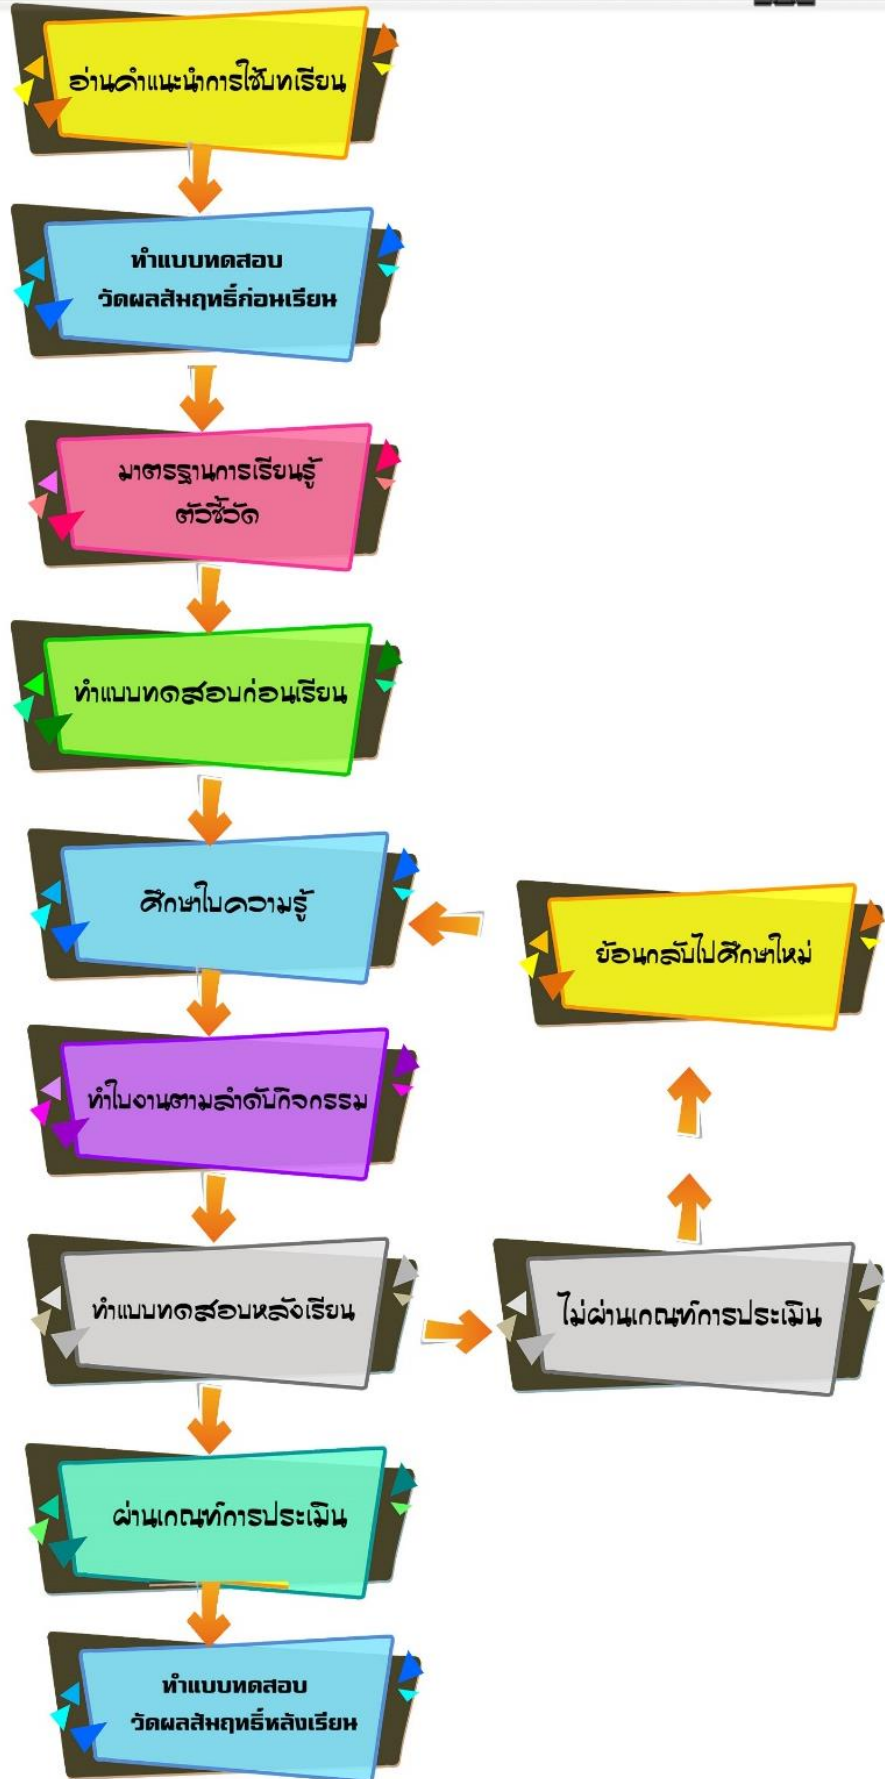 อ่านคำแนะนำการใช้บทเรียน
ทำแบบทดสอบ
วัดผลสัมฤทธิ์ก่อนเรียน
มาตรฐานการเรียนรู้
ตัวชี้วัด
ทำแบบทดสอบก่อนเรียน
ศึกษาใบความรู้
ย้อนกลับไปศึกษาใหม่
ทำใบงานตามลำดับกิจกรรม
ทำแบบทดสอบหลังเรียน
ไม่ผ่านเกณฑ์การประเมิน
ผ่านเกณฑ์การประเมิน
ทำแบบทดสอบ
วัดผลสัมฤทธิ์หลังเรียน